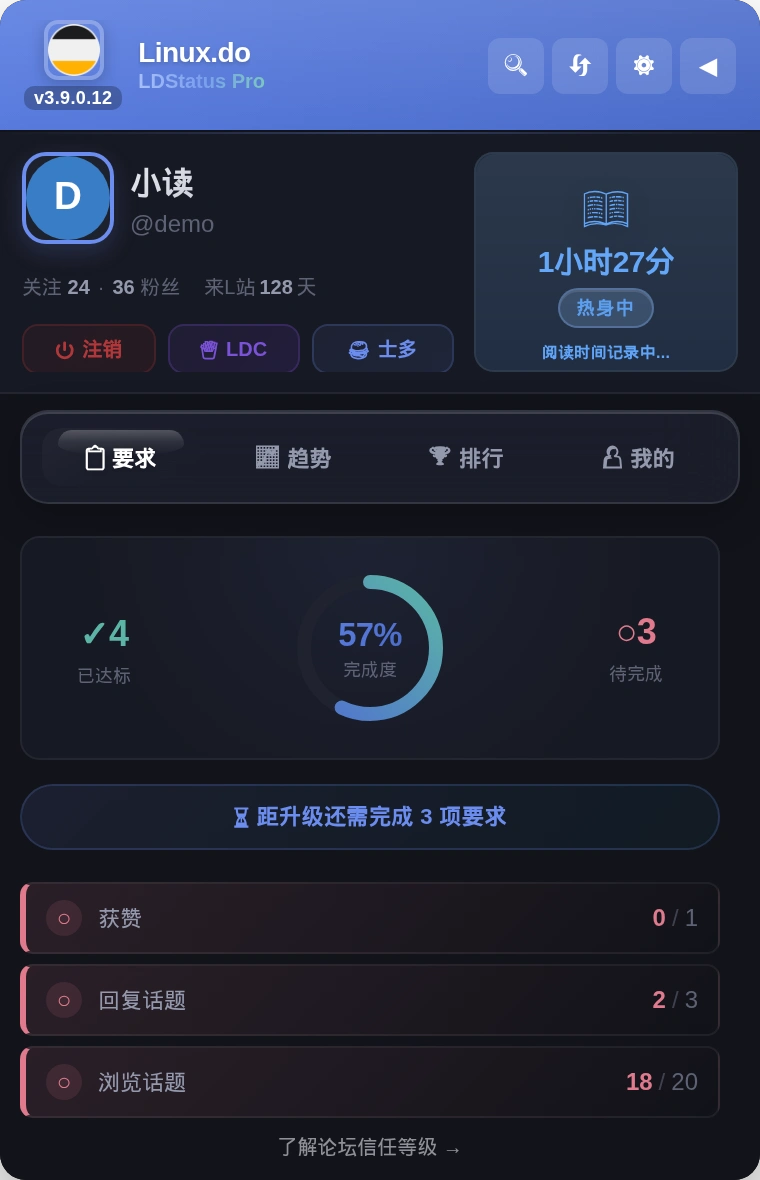 Linux.do
LDStatus Pro
v3.9.0.12
D
小读
@demo
关注 24 · 36 粉丝 来L站 128 天
注销 LDC 士多
1小时27分
热身中
阅读时间记录中...
要求 趋势 排行 我的
✓4
已达标
57%
完成度
○3
待完成
距升级还需完成 3 项要求
获赞 0 / 1
回复话题 2 / 3
浏览话题 18 / 20
了解论坛信任等级 →